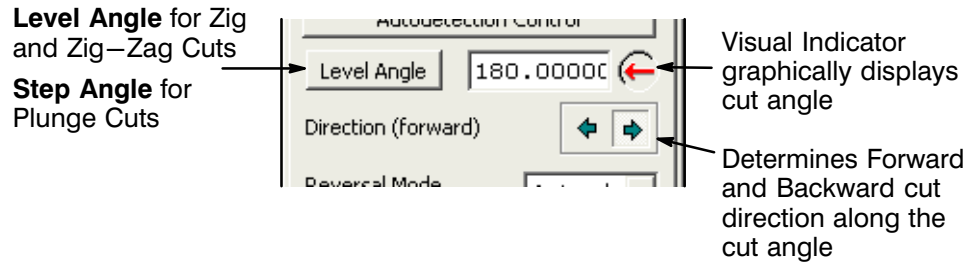 Level Angle for Zig
and Zig—Zag Cuts
Step Angle for
Plunge Cuts
Autodetection Control
Level Angle
180.0000
Direction (forward)
Reversal Mode
Visual Indicator
graphically displays
cut angle
Determines Forward
and Backward cut
direction along the
cut angle